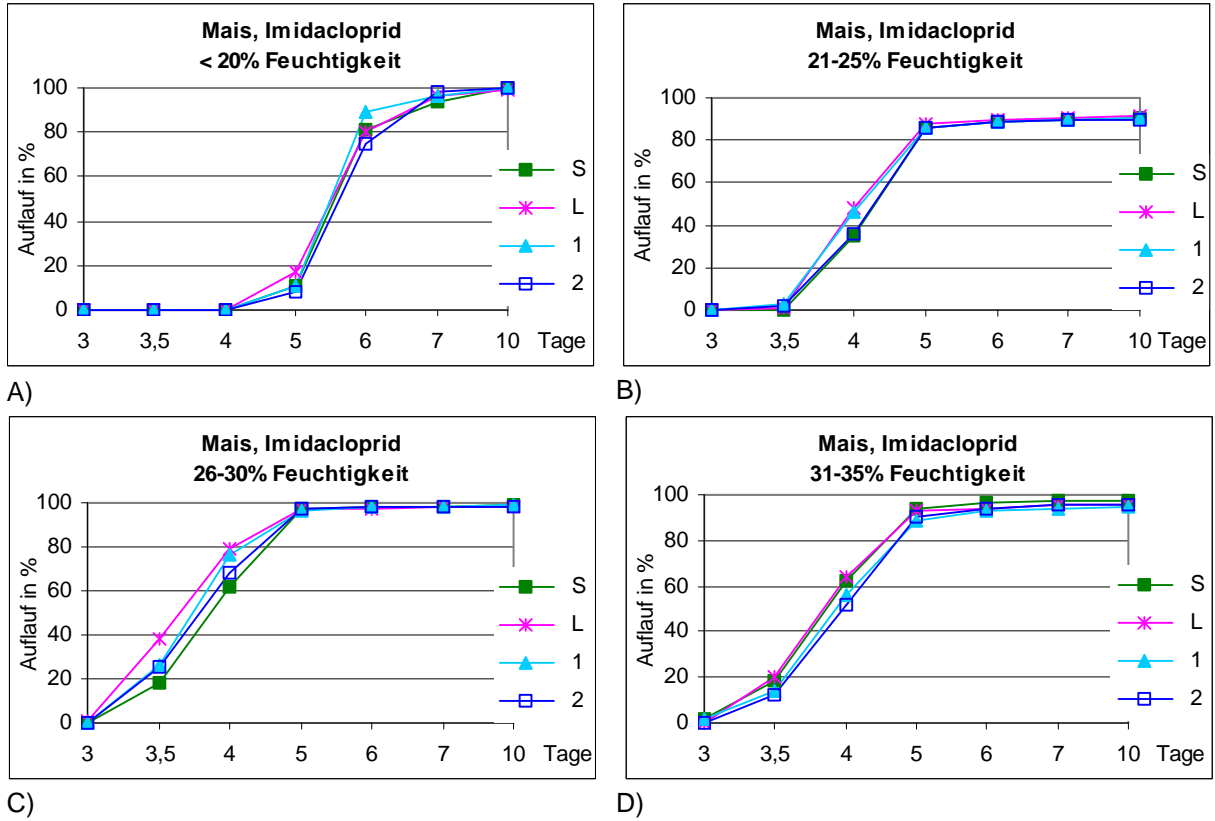 Mais, Imidacloprid
< 20% Feuchtigkeit
Auflauf in %
100
80
60
40
20
0
3 3,5 4 5 6 7 10 Tage
S
L
1
2
A)
Mais, Imidacloprid
21-25% Feuchtigkeit
Auflauf in %
100
80
60
40
20
0
3 3,5 4 5 6 7 10 Tage
S
L
1
2
B)
Mais, Imidacloprid
26-30% Feuchtigkeit
Auflauf in %
100
80
60
40
20
0
3 3,5 4 5 6 7 10 Tage
S
L
1
2
C)
Mais, Imidacloprid
31-35% Feuchtigkeit
Auflauf in %
100
80
60
40
20
0
3 3,5 4 5 6 7 10 Tage
S
L
1
2
D)